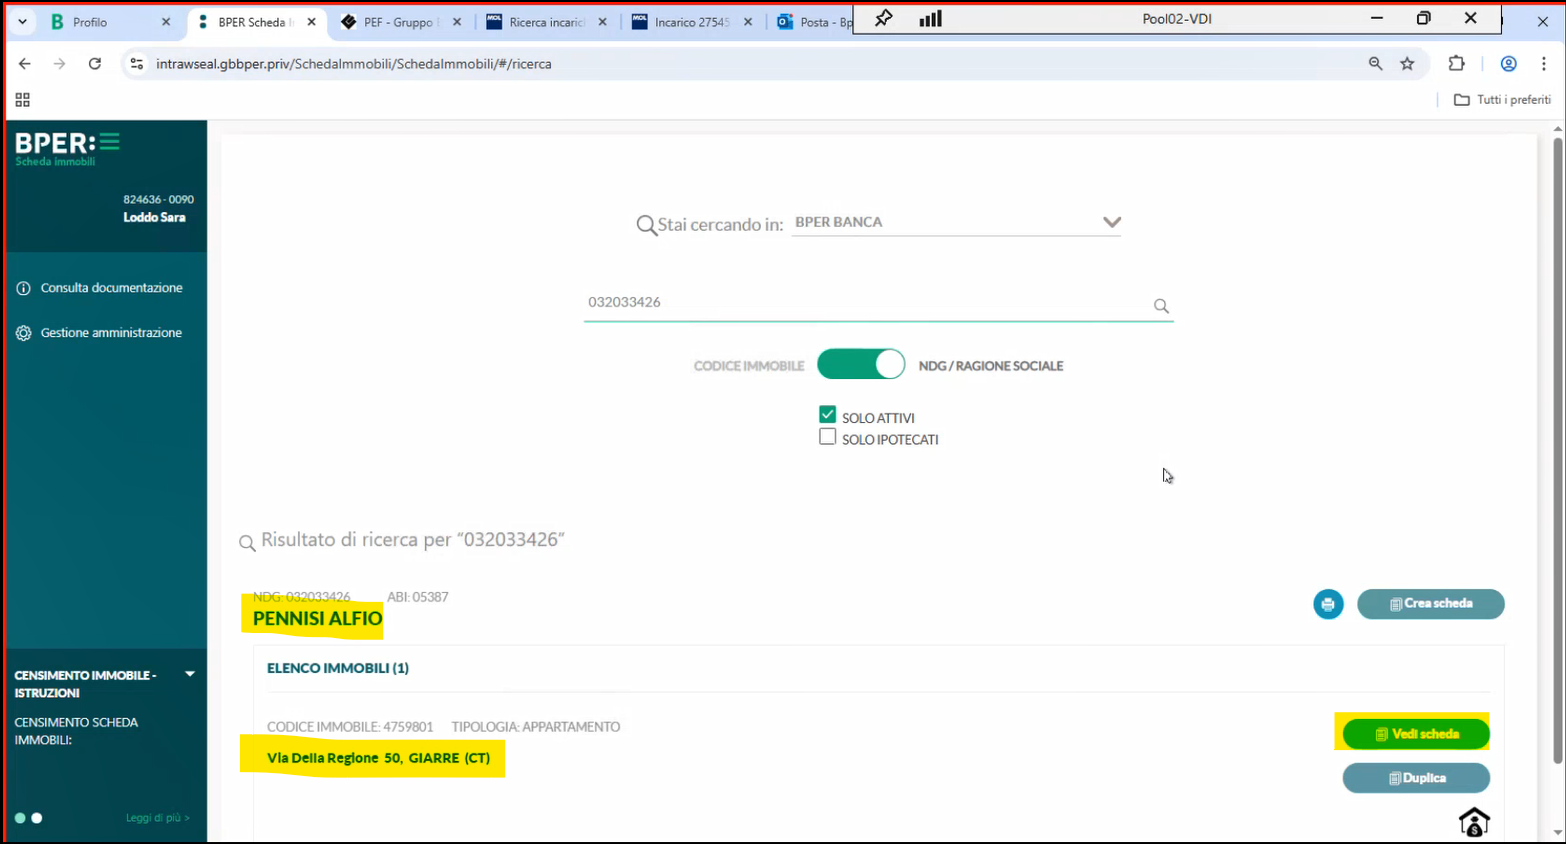 Profilo
BPER Scheda I
PEF - Gruppo
MOL Ricerca incaric
MOL Incarico 27545
Posta - Bp
Pool02-VDI
intrawseal.gbbper.priv/SchedaImmobili/SchedaImmobili/#/ricerca
Tutti i preferiti
BPER:
Scheda immobili
824636 - 0090
Loddo Sara
Consulta documentazione
Gestione amministrazione
CENSIMENTO IMMOBILE -
ISTRUZIONI
CENSIMENTO SCHEDA
IMMOBILI:
Leggi di più >
Stai cercando in: BPER BANCA
032033426
CODICE IMMOBILE NDG / RAGIONE SOCIALE
SOLO ATTIVI
SOLO IPOTECATI
Risultato di ricerca per “032033426”
NDG: 032033426 ABI: 05387
PENNISI ALFIO
Crea scheda
ELENCO IMMOBILI (1)
CODICE IMMOBILE: 4759801 TIPOLOGIA: APPARTAMENTO
Via Della Regione 50, GIARRE (CT)
Vedi scheda
Duplica